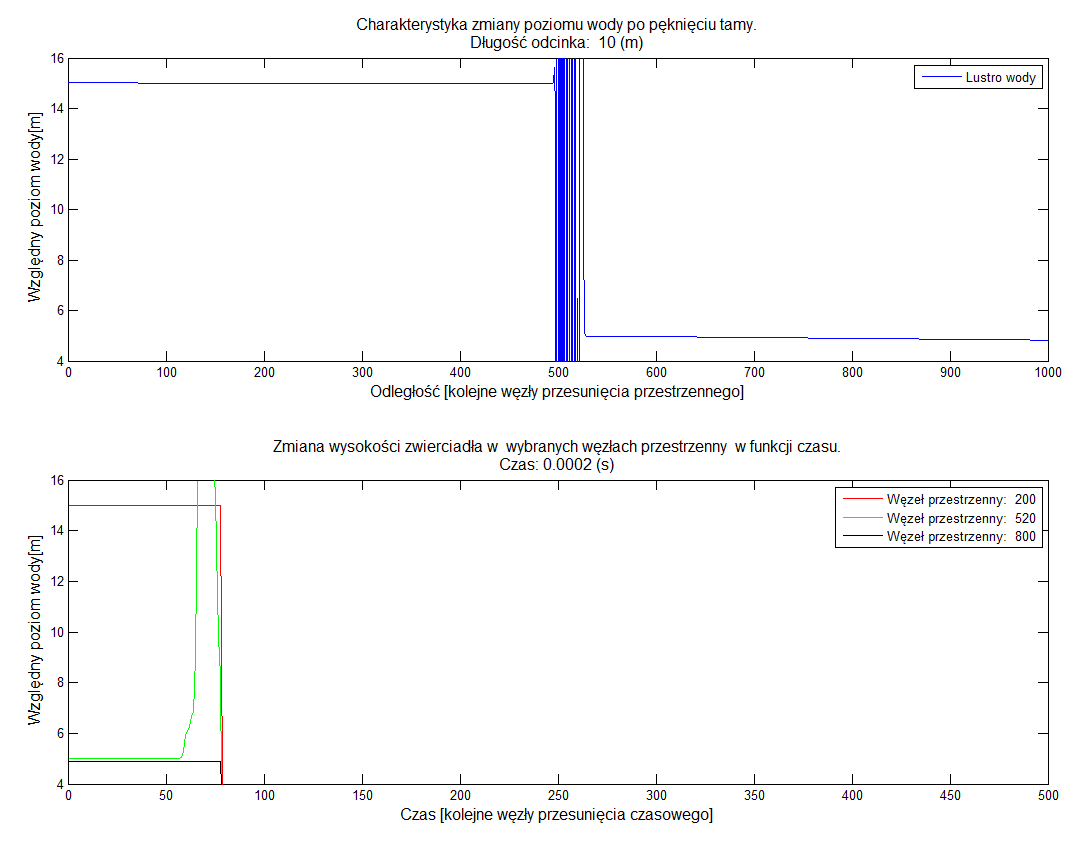 Charakterystyka zmiany poziomu wody po pęknięciu tamy.
Długość odcinka:  10 (m)
16
14
12
10
8
6
4
Względny poziom wody[m]
Lustro wody
0 100 200 300 400 500 600 700 800 900 1000
Odległość [kolejne węzły przesunięcia przestrzennego]
Zmiana wysokości zwierciadła w  wybranych węzłach przestrzenny  w funkcji czasu.
Czas: 0.0002 (s)
16
14
12
10
8
6
4
Względny poziom wody[m]
Węzeł przestrzenny:  200
Węzeł przestrzenny:  520
Węzeł przestrzenny:  800
0 50 100 150 200 250 300 350 400 450 500
Czas [kolejne węzły przesunięcia czasowego]